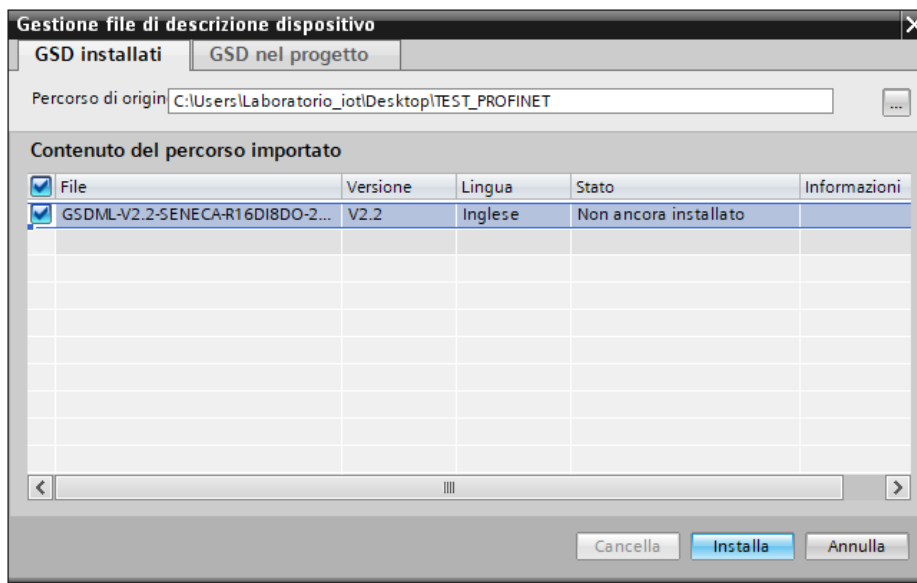 Gestione file di descrizione dispositivo
GSD installati GSD nel progetto
Percorso di origin C:\Users\Laboratorio_iot\Desktop\TEST_PROFINET ...
Contenuto del percorso importato
File Versione Lingua Stato Informazioni
GSDML-V2.2-SENECA-R16DI8DO-2... V2.2 Inglese Non ancora installato
Cancella Installa Annulla